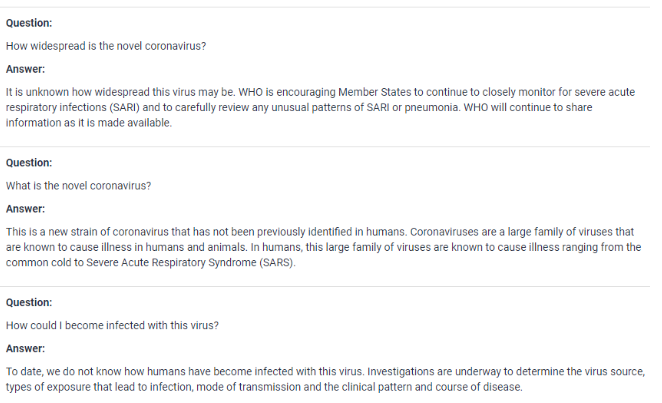 Question:
How widespread is the novel coronavirus?
Answer:
It is unknown how widespread this virus may be. WHO is encouraging Member States to continue to closely monitor for severe acute
respiratory infections (SARI) and to carefully review any unusual patterns of SARI or pneumonia. WHO will continue to share
information as it is made available.
Question:
What is the novel coronavirus?
Answer:
This is a new strain of coronavirus that has not been previously identified in humans. Coronaviruses are a large family of viruses that
are known to cause illness in humans and animals. In humans, this large family of viruses are known to cause illness ranging from the
common cold to Severe Acute Respiratory Syndrome (SARS).
Question:
How could I become infected with this virus?
Answer:
To date, we do not know how humans have become infected with this virus. Investigations are underway to determine the virus source,
types of exposure that lead to infection, mode of transmission and the clinical pattern and course of disease.